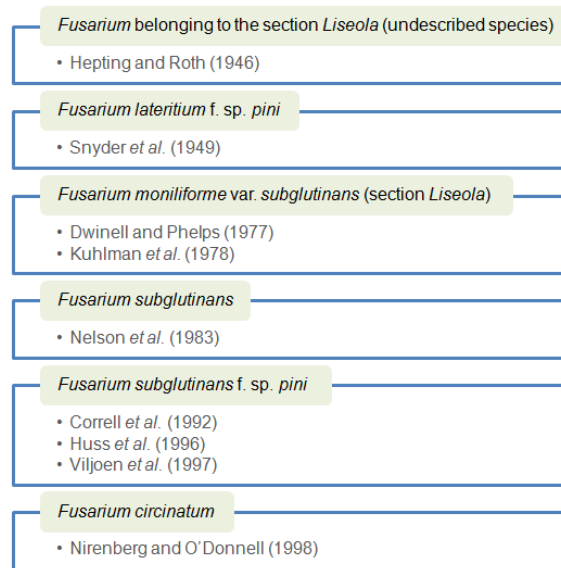 Fusarium belonging to the section Liseola (undescribed species)
• Hepting and Roth (1946)
Fusarium lateritium f. sp. pini
• Snyder et al. (1949)
Fusarium moniliforme var. subglutinans (section Liseola)
• Dwinell and Phelps (1977)
• Kuhlman et al. (1978)
Fusarium subglutinans
• Nelson et al. (1983)
Fusarium subglutinans f. sp. pini
• Correll et al. (1992)
• Huss et al. (1996)
• Viljoen et al. (1997)
Fusarium circinatum
• Nirenberg and O’Donnell (1998)